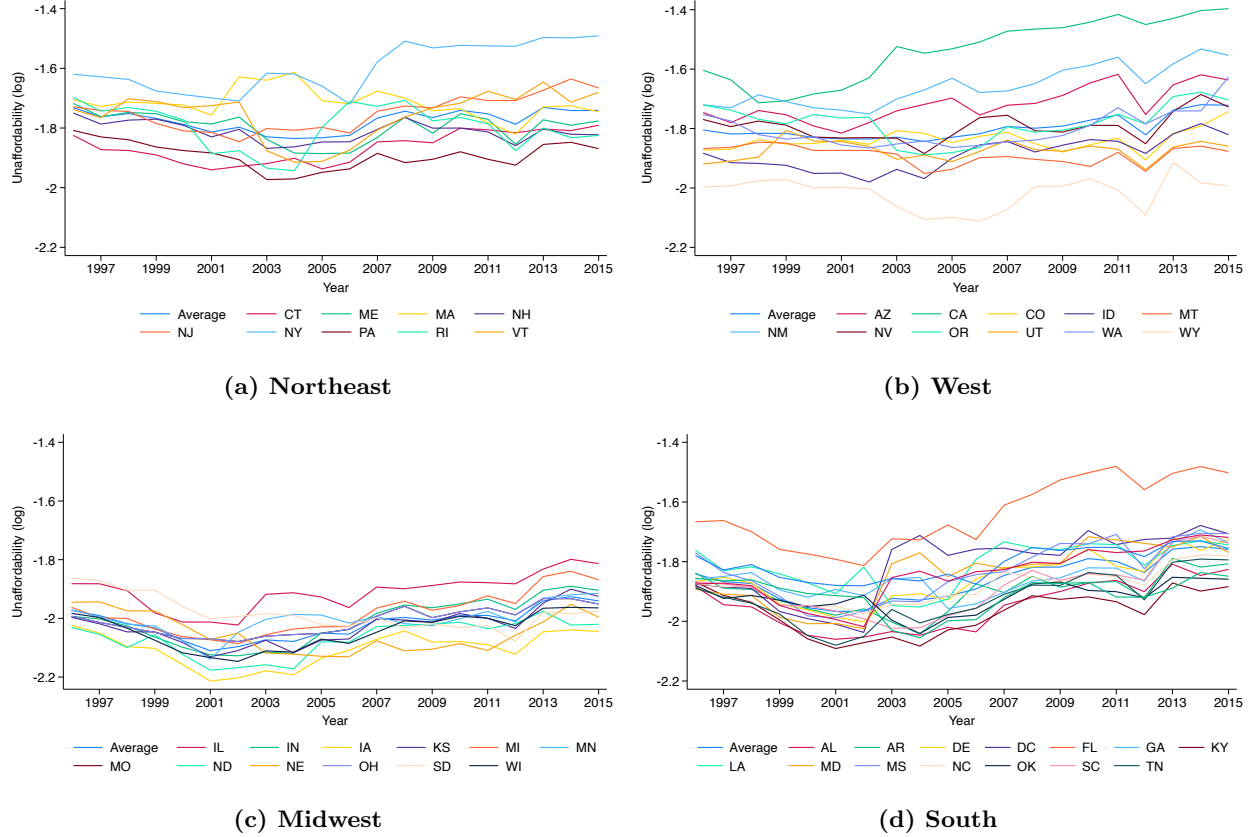 -1.4
-1.6
-1.8
-2
-2.2
Unaffordability (log)
1997 1999 2001 2003 2005 2007 2009 2011 2013 2015
Year
Average CT ME MA NH
NJ NY PA RI VT
(a) Northeast
-1.4
-1.6
-1.8
-2
-2.2
Unaffordability (log)
1997 1999 2001 2003 2005 2007 2009 2011 2013 2015
Year
Average AZ CA CO ID MT
NM NV OR UT WA WY
(b) West
-1.4
-1.6
-1.8
-2
-2.2
Unaffordability (log)
1997 1999 2001 2003 2005 2007 2009 2011 2013 2015
Year
Average IL IN IA KS MI MN
MO ND NE OH SD WI
(c) Midwest
-1.4
-1.6
-1.8
-2
-2.2
Unaffordability (log)
1997 1999 2001 2003 2005 2007 2009 2011 2013 2015
Year
Average AL AR DE DC FL GA KY
LA MD MS NC OK SC TN
(d) South